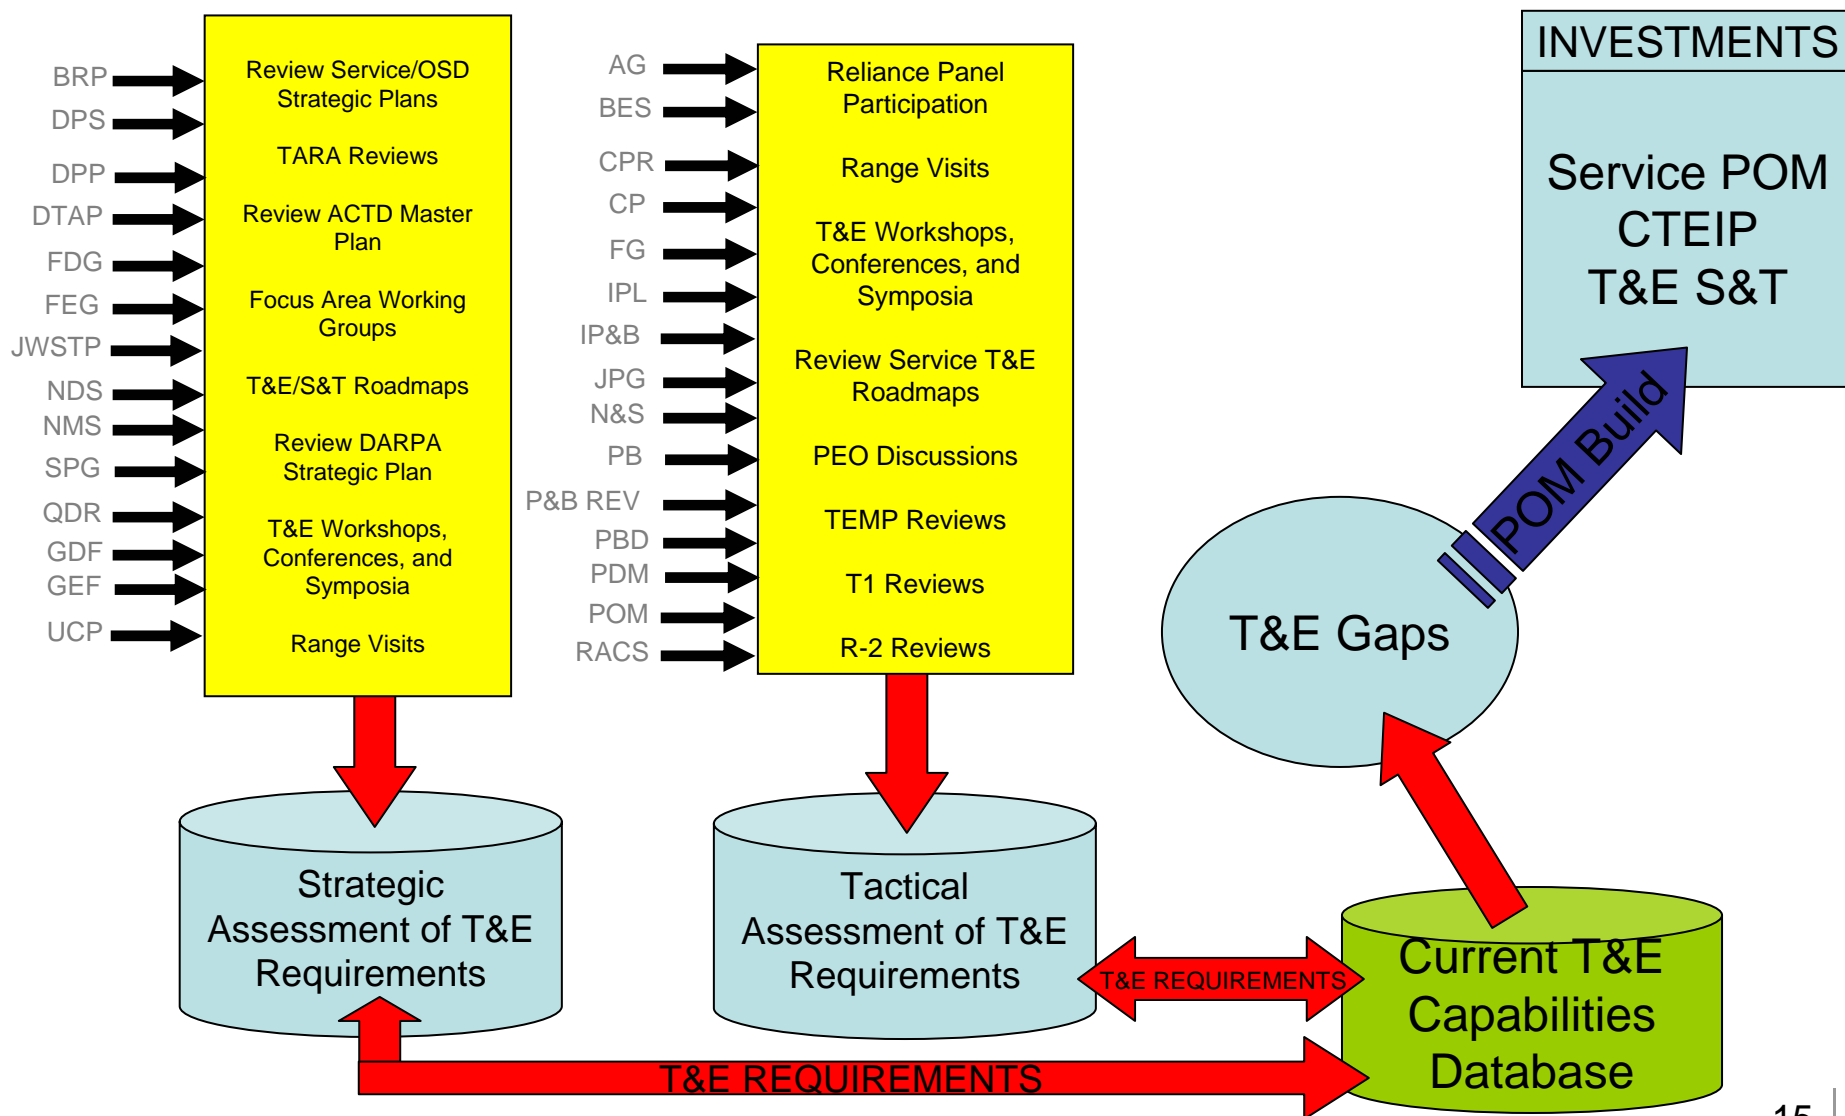 BRP
DPS
DPP
DTAP
FDG
FEG
JWSTP
NDS
NMS
SPG
QDR
GDF
GEF
UCP
Review Service/OSD
Strategic Plans
TARA Reviews
Review ACTD Master
Plan
Focus Area Working
Groups
T&E/S&T Roadmaps
Review DARPA
Strategic Plan
T&E Workshops,
Conferences, and
Symposia
Range Visits
AG
BES
CPR
CP
FG
IPL
IP&B
JPG
N&S
PB
P&B REV
PBD
PDM
POM
RACS
Reliance Panel
Participation
Range Visits
T&E Workshops,
Conferences, and
Symposia
Review Service T&E
Roadmaps
PEO Discussions
TEMP Reviews
T1 Reviews
R-2 Reviews
INVESTMENTS
Service POM
CTEIP
T&E S&T
POM Build
T&E Gaps
Strategic
Assessment of T&E
Requirements
Tactical
Assessment of T&E
Requirements
T&E REQUIREMENTS
Current T&E
Capabilities
Database
T&E REQUIREMENTS
15